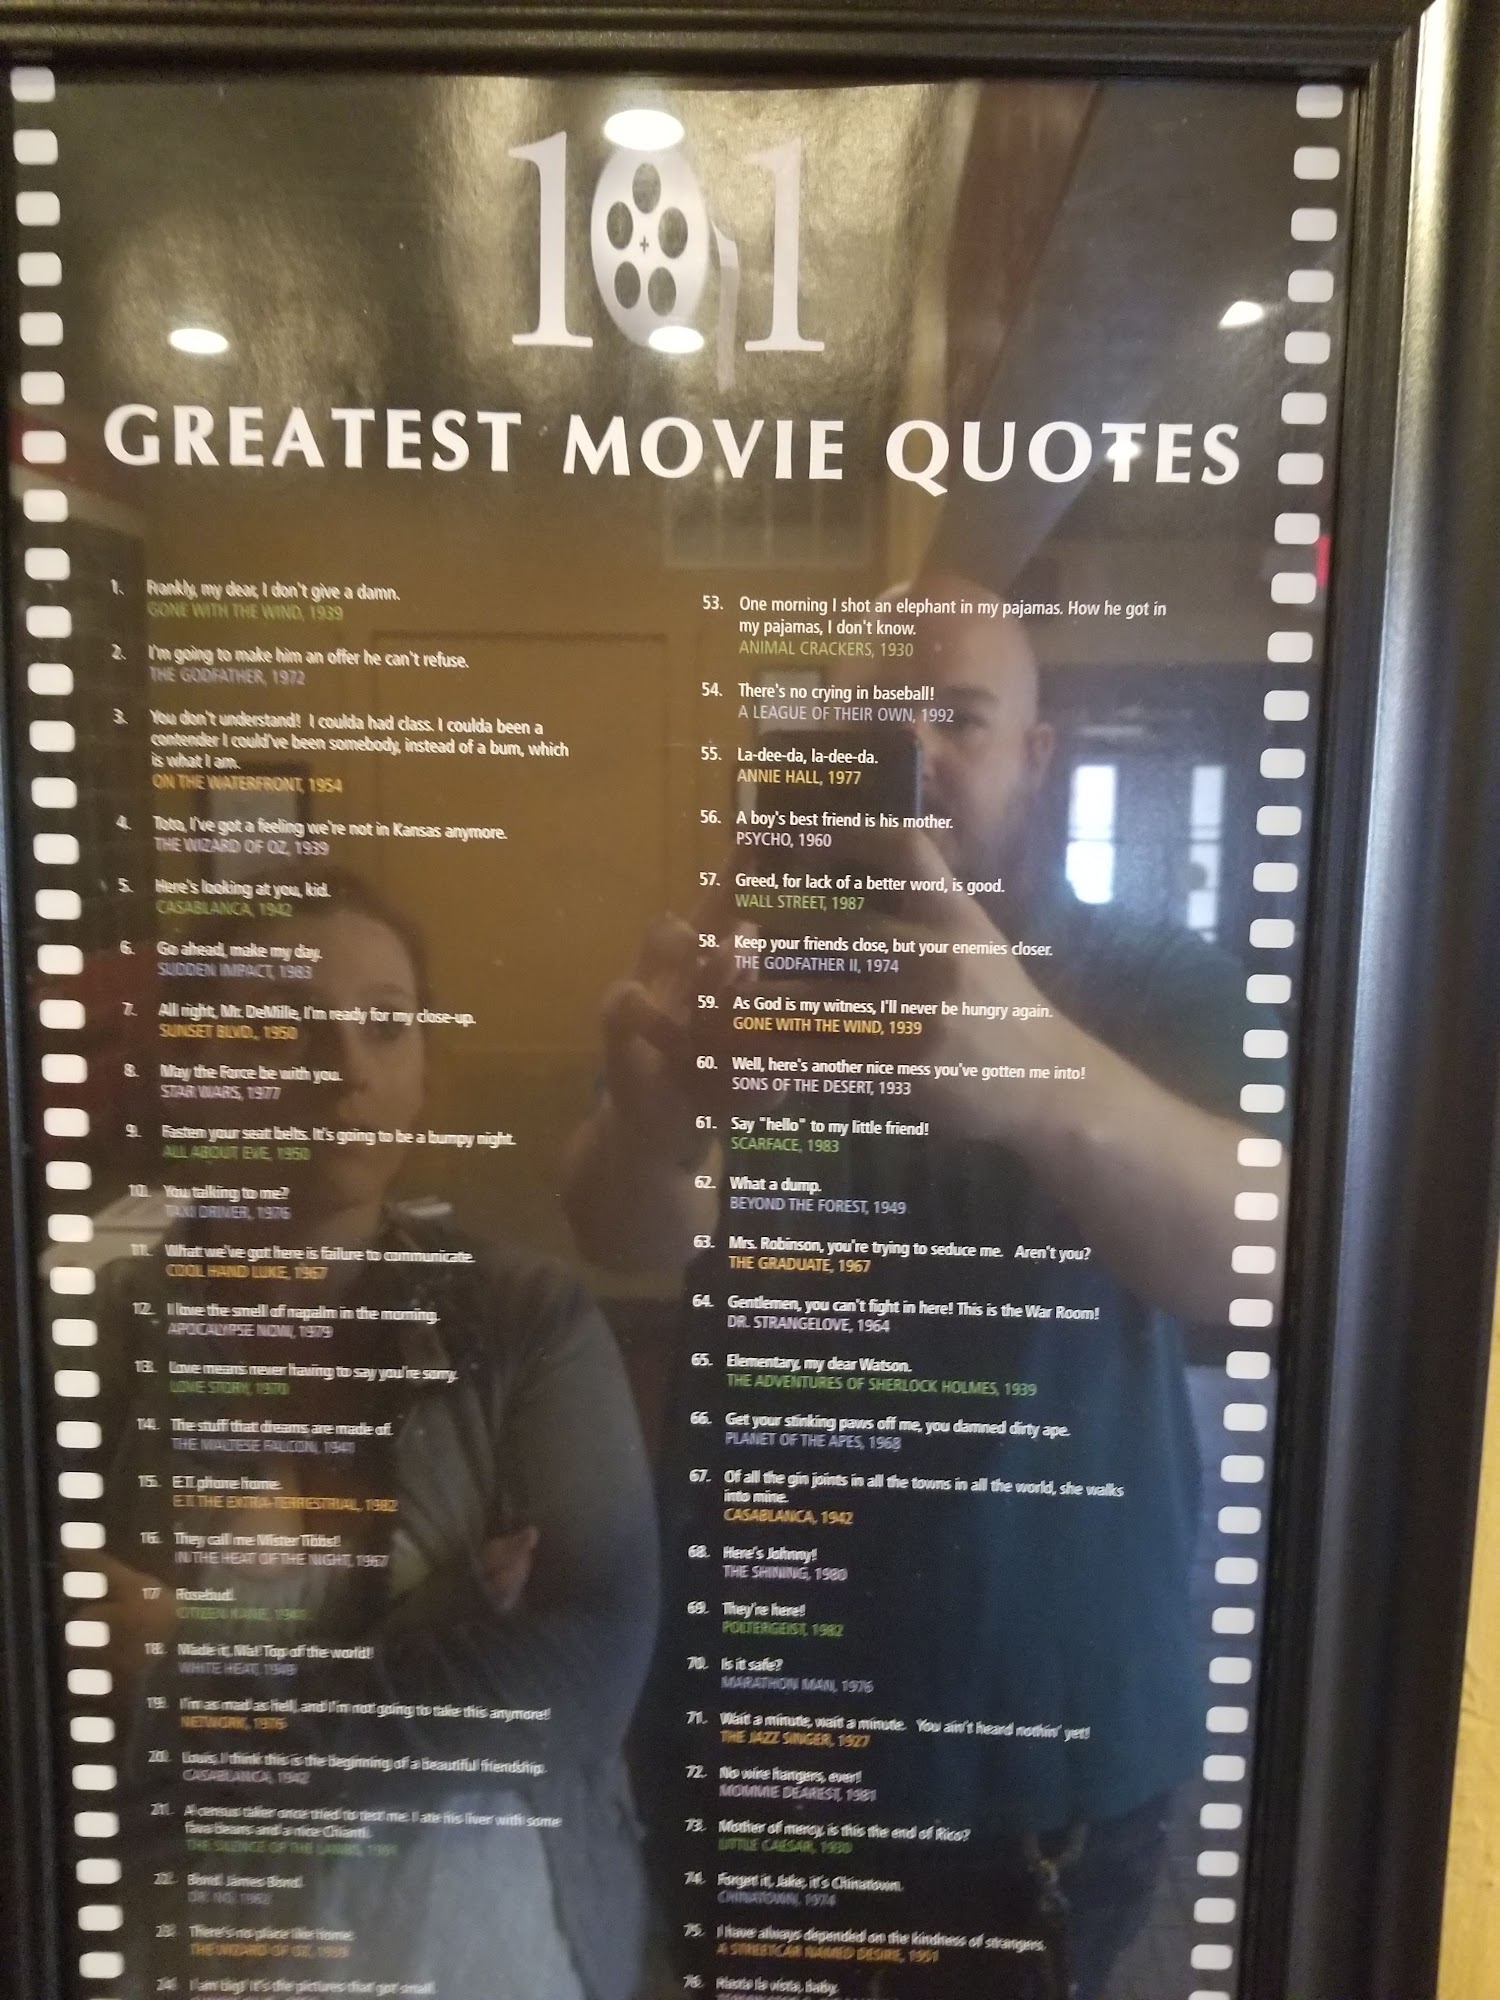 101
GREATEST MOVIE QUOTES
1. Frankly, my dear, I don't give a damn.
GONE WITH THE WIND, 1939
2. I'm going to make him an offer he can't refuse.
THE GODFATHER, 1972
3. You don't understand! I coulda had class. I coulda been a
contender I could've been somebody, instead of a bum, which
is what I am.
ON THE WATERFRONT, 1954
4. Toto, I've got a feeling we're not in Kansas anymore.
THE WIZARD OF OZ, 1939
5. Here's looking at you, kid.
CASABLANCA, 1942
6. Go ahead, make my day.
SUDDEN IMPACT, 1983
7. All right, Mr. DeMille, I'm ready for my close-up.
SUNSET BLVD., 1950
8. May the Force be with you.
STAR WARS, 1977
9. Fasten your seat belts. It's going to be a bumpy night.
ALL ABOUT EVE, 1950
10. You talking to me?
TAXI DRIVER, 1976
11. What we've got here is failure to communicate.
COOL HAND LUKE, 1967
12. I love the smell of napalm in the morning.
APOCALYPSE NOW, 1979
13. Love means never having to say you're sorry.
LOVE STORY, 1970
14. The stuff that dreams are made of.
THE MALTESE FALCON, 1941
15. E.T. phone home.
E.T. THE EXTRA-TERRESTRIAL, 1982
16. They call me Mister Tibbs!
IN THE HEAT OF THE NIGHT, 1967
17 Rosebud.
CITIZEN KANE, 1941
18. Made it, Ma! Top of the world!
WHITE HEAT, 1949
19. I'm as mad as hell, and I'm not going to take this anymore!
NETWORK, 1976
20. Louis, I think this is the beginning of a beautiful friendship.
CASABLANCA, 1942
21. A census taker once tried to test me. I ate his liver with some
fava beans and a nice Chianti.
THE SILENCE OF THE LAMBS, 1991
22. Bond. James Bond.
DR. NO, 1962
23. There's no place like home.
THE WIZARD OF OZ, 1939
24. I am big! It's the pictures that got small.
53. One morning I shot an elephant in my pajamas. How he got in
my pajamas, I don't know.
ANIMAL CRACKERS, 1930
54. There's no crying in baseball!
A LEAGUE OF THEIR OWN, 1992
55. La-dee-da, la-dee-da.
ANNIE HALL, 1977
56. A boy's best friend is his mother.
PSYCHO, 1960
57. Greed, for lack of a better word, is good.
WALL STREET, 1987
58. Keep your friends close, but your enemies closer.
THE GODFATHER II, 1974
59. As God is my witness, I'll never be hungry again.
GONE WITH THE WIND, 1939
60. Well, here's another nice mess you've gotten me into!
SONS OF THE DESERT, 1933
61. Say "hello" to my little friend!
SCARFACE, 1983
62. What a dump.
BEYOND THE FOREST, 1949
63. Mrs. Robinson, you're trying to seduce me. Aren't you?
THE GRADUATE, 1967
64. Gentlemen, you can't fight in here! This is the War Room!
DR. STRANGELOVE, 1964
65. Elementary, my dear Watson.
THE ADVENTURES OF SHERLOCK HOLMES, 1939
66. Get your stinking paws off me, you damned dirty ape.
PLANET OF THE APES, 1968
67. Of all the gin joints in all the towns in all the world, she walks
into mine.
CASABLANCA, 1942
68. Here's Johnny!
THE SHINING, 1980
69. They're here!
POLTERGEIST, 1982
70. Is it safe?
MARATHON MAN, 1976
71. Wait a minute, wait a minute. You ain't heard nothin' yet!
THE JAZZ SINGER, 1927
72. No wire hangers, ever!
MOMMIE DEAREST, 1981
73. Mother of mercy, is this the end of Rico?
LITTLE CAESAR, 1930
74. Forget it, Jake, it's Chinatown.
CHINATOWN, 1974
75. I have always depended on the kindness of strangers.
A STREETCAR NAMED DESIRE, 1951
76. Hasta la vista, baby.